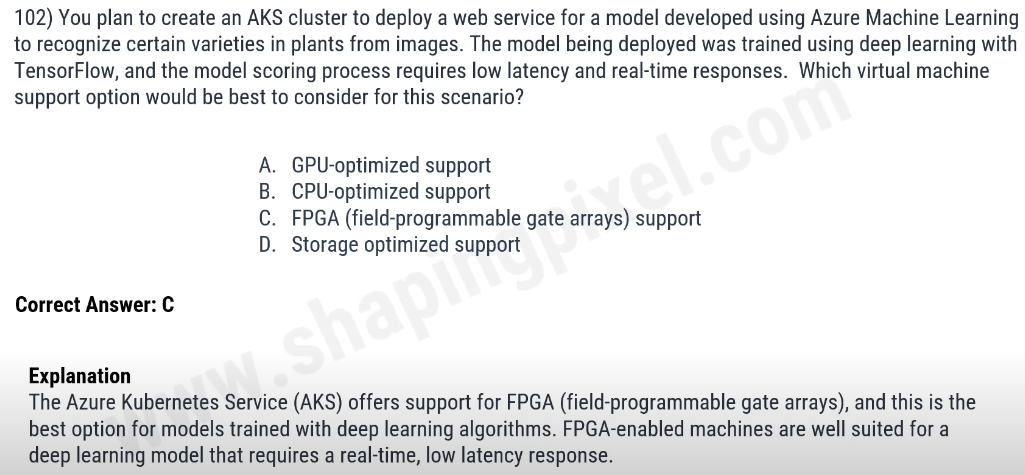 102) You plan to create an AKS cluster to deploy a web service for a model developed using Azure Machine Learning
to recognize certain varieties in plants from images. The model being deployed was trained using deep learning with
TensorFlow, and the model scoring process requires low latency and real-time responses. Which virtual machine
support option would be best to consider for this scenario?
A. GPU-optimized support
B. CPU-optimized support
C. FPGA (field-programmable gate arrays) support
D. Storage optimized support
www.shapingpixel.com
Correct Answer: C
Explanation
The Azure Kubernetes Service (AKS) offers support for FPGA (field-programmable gate arrays), and this is the
best option for models trained with deep learning algorithms. FPGA-enabled machines are well suited for a
deep learning model that requires a real-time, low latency response.